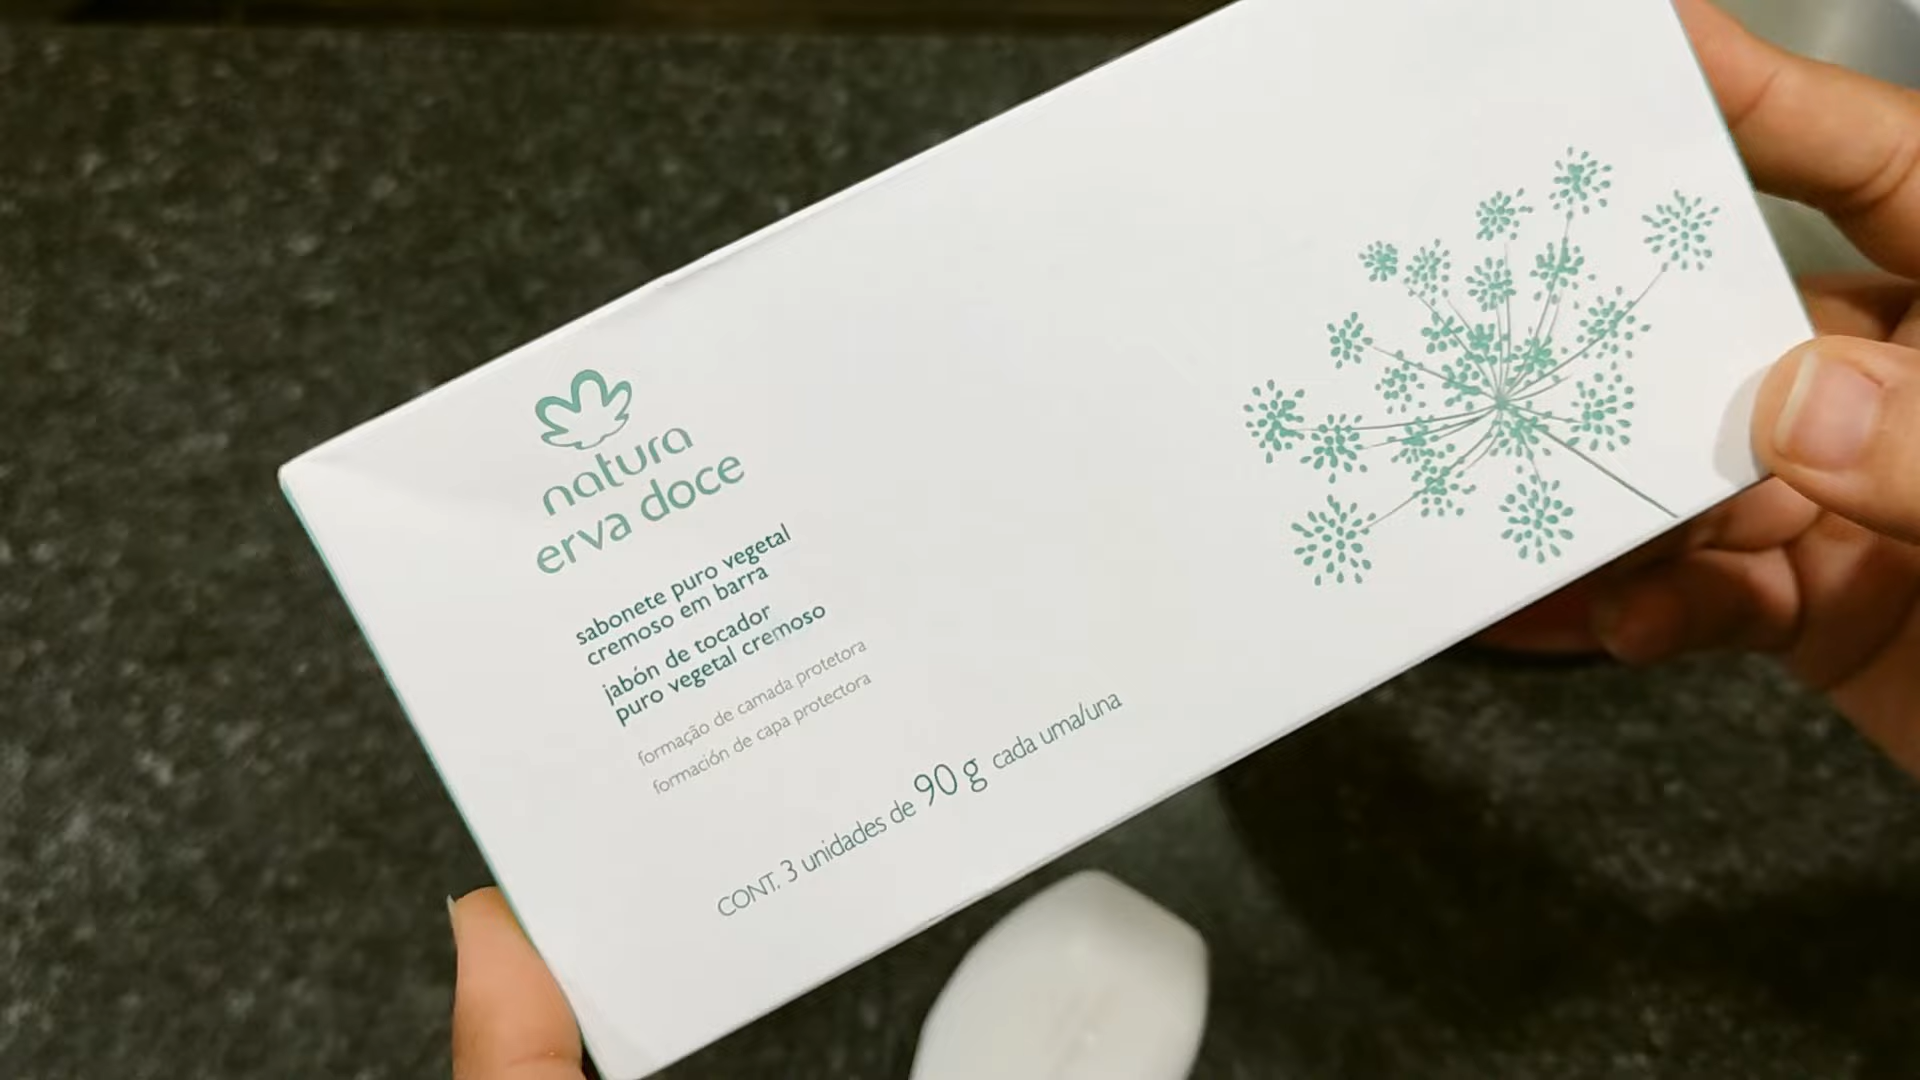 natura
erva doce
sabonete puro vegetal
cremoso em barra
jabón de tocador
puro vegetal cremoso
formação de camada protetora
formación de capa protectora
CONT. 3 unidades de 90 g cada uma/una